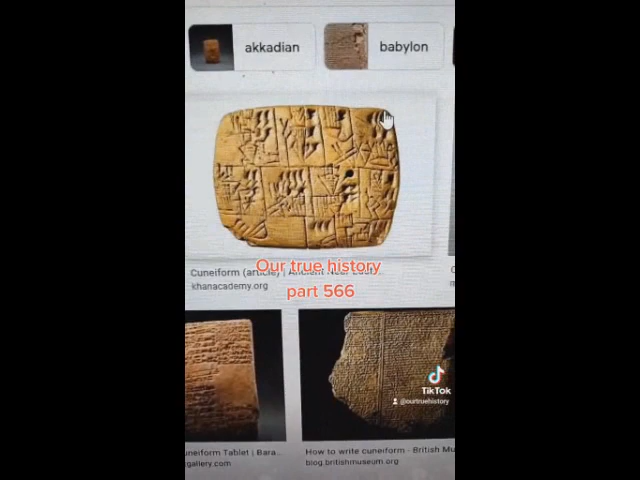 akkadian
babylon
Cuneiform (article) | Ancient Near East...
khanacademy.org
Our true history
part 566
TikTok
@ourtruehistory
uneiform Tablet | Bara...
gallery.com
How to write cuneiform - British Mu
blog.britishmuseum.org